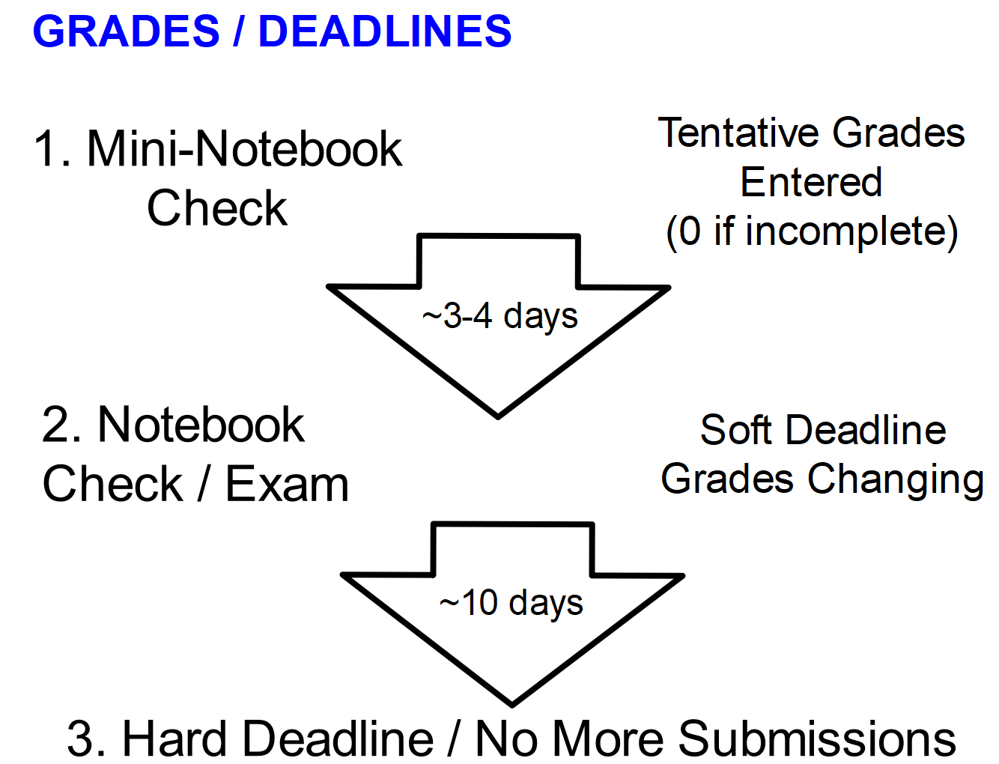 GRADES / DEADLINES
1. Mini-Notebook
Check
Tentative Grades
Entered
(0 if incomplete)
~3-4 days
2. Notebook
Check / Exam
Soft Deadline
Grades Changing
~10 days
3. Hard Deadline / No More Submissions